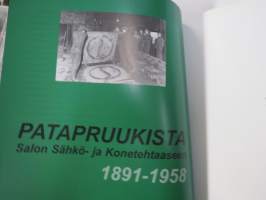 PATAPRUUKISTA
Salon Sähkö- ja Konetehtaaseen
1891-1958